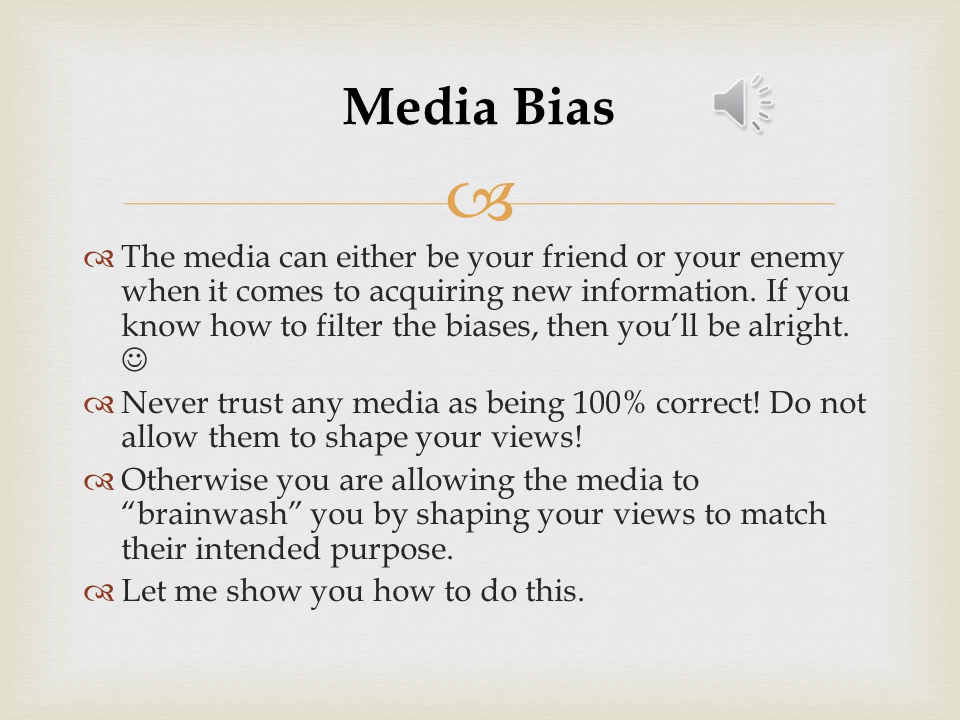 Media Bias
The media can either be your friend or your enemy
when it comes to acquiring new information. If you
know how to filter the biases, then you’ll be alright.
☺
Never trust any media as being 100% correct! Do not
allow them to shape your views!
Otherwise you are allowing the media to
“brainwash” you by shaping your views to match
their intended purpose.
Let me show you how to do this.